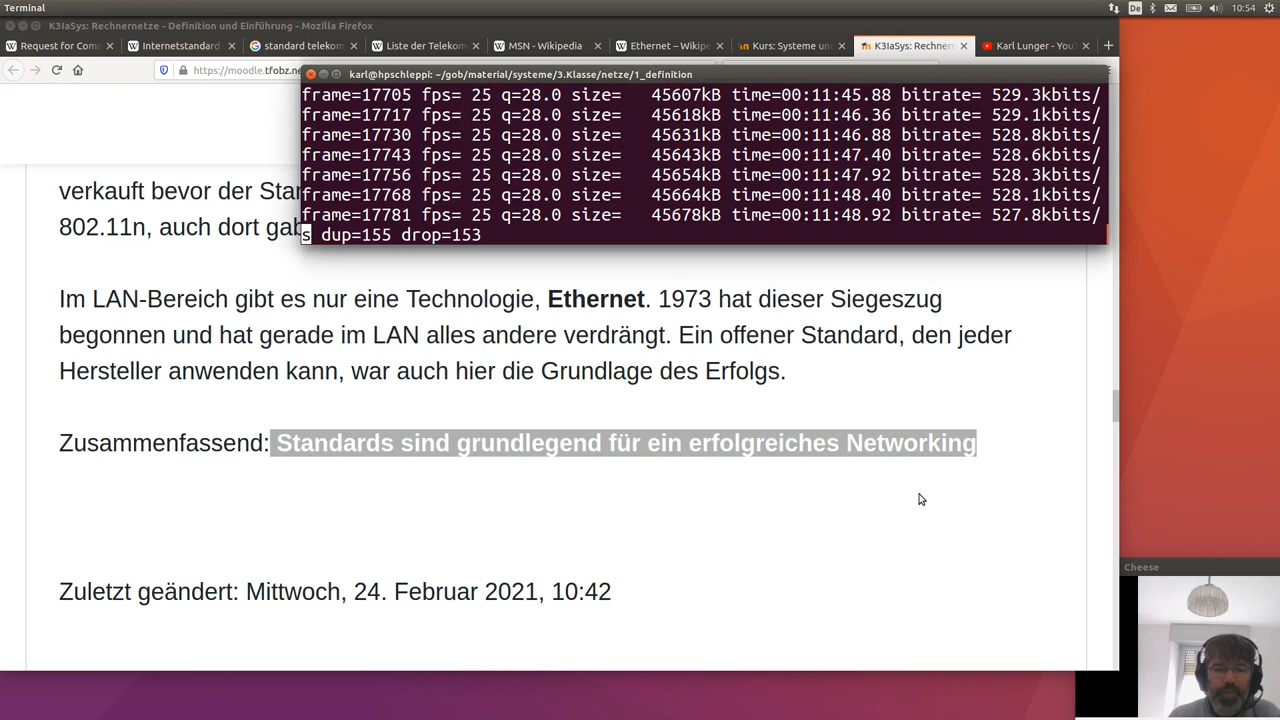 Terminal
De
10:54
K3IaSys: Rechnernetze - Definition und Einführung - Mozilla Firefox
Request for Com
Internetstandard
standard telekom
Liste der Telekom
MSN - Wikipedia
Ethernet – Wikipe
Kurs: Systeme und
K3IaSys: Rechnern
Karl Lunger - YouT
https://moodle.tfobz.ne
karl@hpschieppi: ~/gob/material/systeme/3.Klasse/netze/1_definition
frame=17705 fps= 25 q=28.0 size=   45607kB time=00:11:45.88 bitrate= 529.3kbits/
frame=17717 fps= 25 q=28.0 size=   45618kB time=00:11:46.36 bitrate= 529.1kbits/
frame=17730 fps= 25 q=28.0 size=   45631kB time=00:11:46.88 bitrate= 528.8kbits/
frame=17743 fps= 25 q=28.0 size=   45643kB time=00:11:47.40 bitrate= 528.6kbits/
frame=17756 fps= 25 q=28.0 size=   45654kB time=00:11:47.92 bitrate= 528.3kbits/
frame=17768 fps= 25 q=28.0 size=   45664kB time=00:11:48.40 bitrate= 528.1kbits/
frame=17781 fps= 25 q=28.0 size=   45678kB time=00:11:48.92 bitrate= 527.8kbits/
s dup=155 drop=153
verkauft bevor der Stan
802.11n, auch dort gab
Im LAN-Bereich gibt es nur eine Technologie, Ethernet. 1973 hat dieser Siegeszug
begonnen und hat gerade im LAN alles andere verdrängt. Ein offener Standard, den jeder
Hersteller anwenden kann, war auch hier die Grundlage des Erfolgs.
Zusammenfassend: Standards sind grundlegend für ein erfolgreiches Networking
Zuletzt geändert: Mittwoch, 24. Februar 2021, 10:42
Cheese